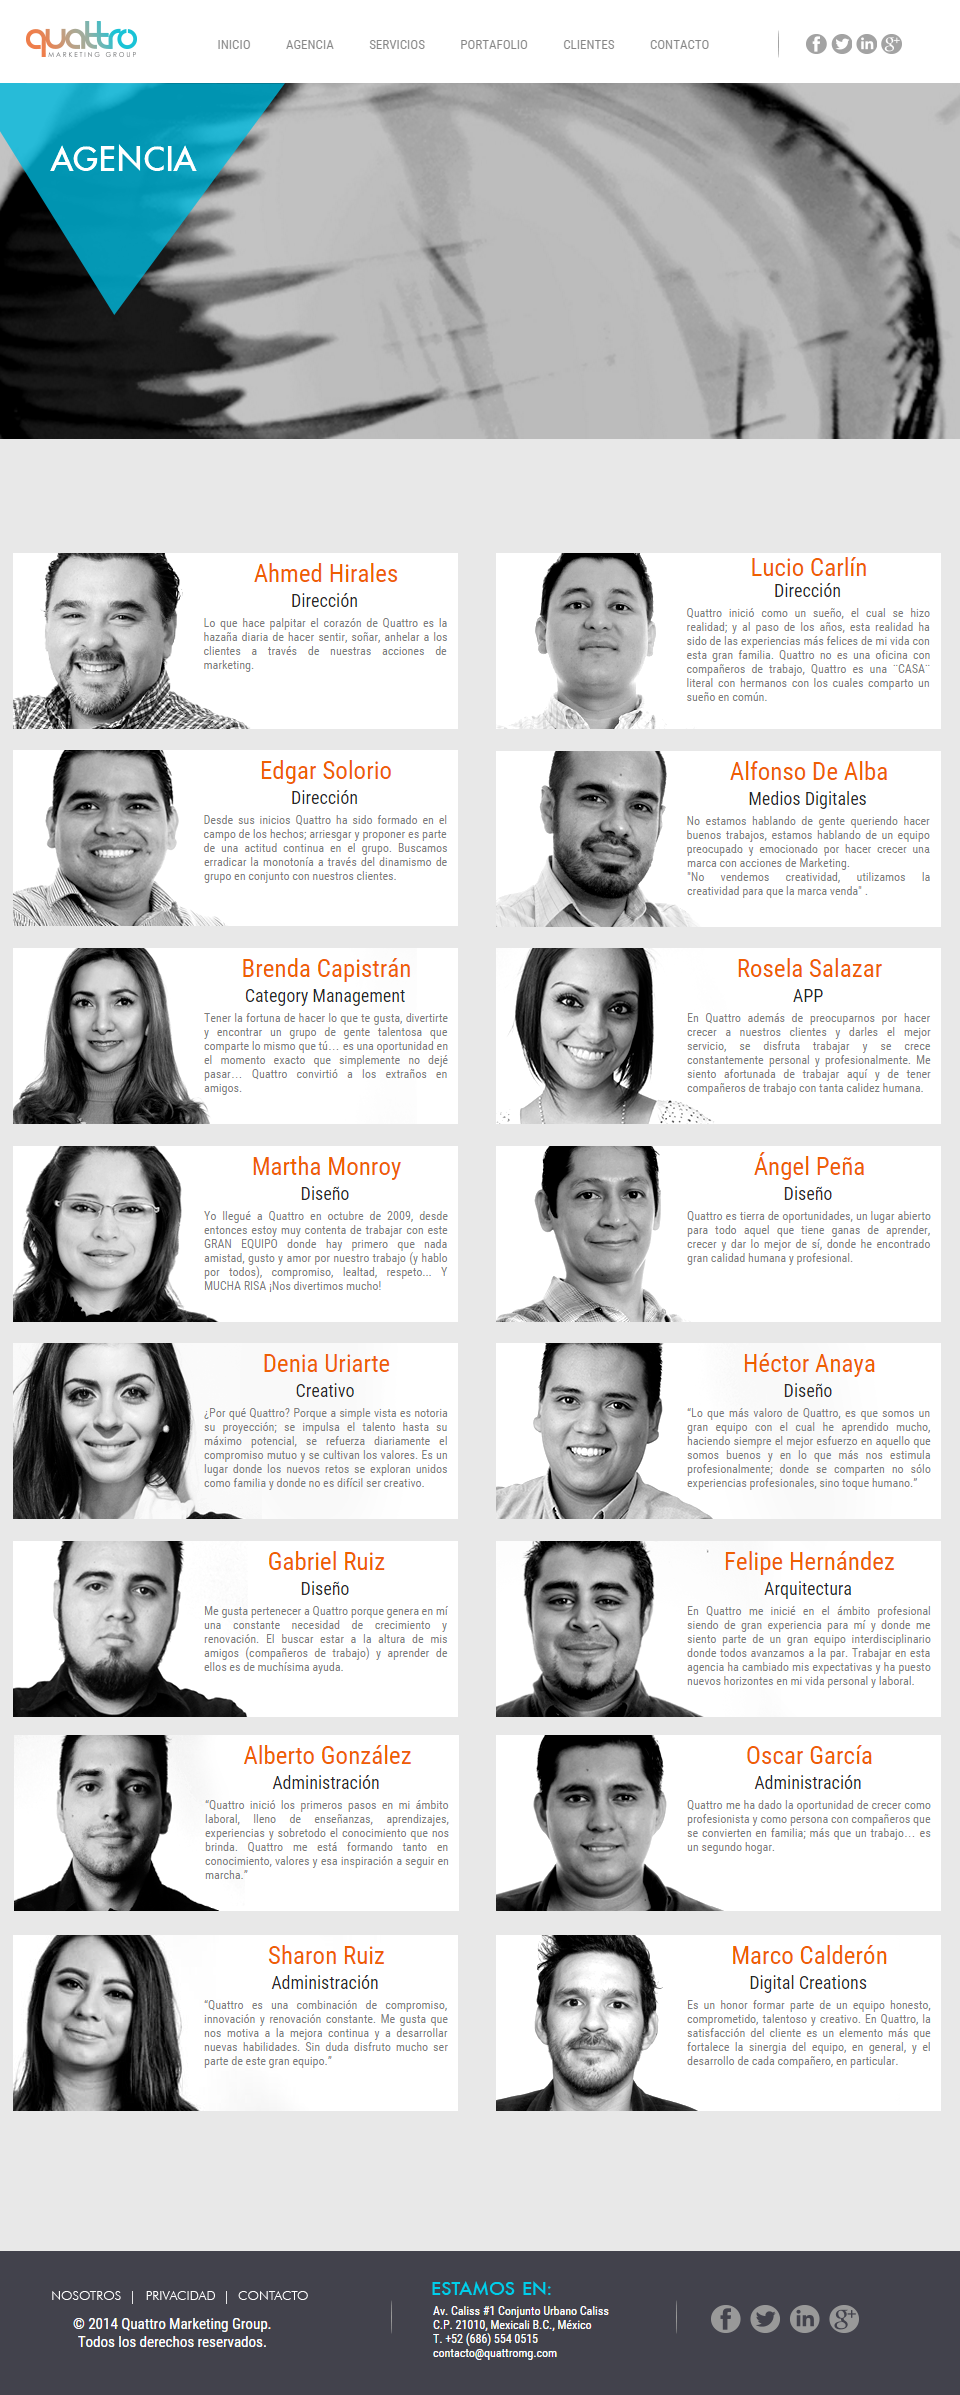 quattro
MARKETING GROUP
INICIO AGENCIA SERVICIOS PORTAFOLIO CLIENTES CONTACTO
AGENCIA
Ahmed Hirales
Dirección
Lo que hace palpitar el corazón de Quattro es la
hazaña diaria de hacer sentir, soñar, anhelar a los
clientes a través de nuestras acciones de
marketing.
Lucio Carlín
Dirección
Quattro inició como un sueño, el cual se hizo
realidad; y al paso de los años, esta realidad ha
sido de las experiencias más felices de mi vida con
esta gran familia. Quattro no es una oficina con
compañeros de trabajo, Quattro es una ¨CASA¨
literal con hermanos con los cuales comparto un
sueño en común.
Edgar Solorio
Dirección
Desde sus inicios Quattro ha sido formado en el
campo de los hechos; arriesgar y proponer es parte
de una actitud continua en el grupo. Buscamos
erradicar la monotonía a través del dinamismo de
grupo en conjunto con nuestros clientes.
Alfonso De Alba
Medios Digitales
No estamos hablando de gente queriendo hacer
buenos trabajos, estamos hablando de un equipo
preocupado y emocionado por hacer crecer una
marca con acciones de Marketing.
"No vendemos creatividad, utilizamos la
creatividad para que la marca venda" .
Brenda Capistrán
Category Management
Tener la fortuna de hacer lo que te gusta, divertirte
y encontrar un grupo de gente talentosa que
comparte lo mismo que tú... es una oportunidad en
el momento exacto que simplemente no dejé
pasar... Quattro convirtió a los extraños en
amigos.
Rosela Salazar
APP
En Quattro además de preocuparnos por hacer
crecer a nuestros clientes y darles el mejor
servicio, se disfruta trabajar y se crece
constantemente personal y profesionalmente. Me
siento afortunada de trabajar aquí y de tener
compañeros de trabajo con tanta calidez humana.
Martha Monroy
Diseño
Yo llegué a Quattro en octubre de 2009, desde
entonces estoy muy contenta de trabajar con este
GRAN EQUIPO donde hay primero que nada
amistad, gusto y amor por nuestro trabajo (y hablo
por todos), compromiso, lealtad, respeto... Y
MUCHA RISA ¡Nos divertimos mucho!
Ángel Peña
Diseño
Quattro es tierra de oportunidades, un lugar abierto
para todo aquel que tiene ganas de aprender,
crecer y dar lo mejor de sí, donde he encontrado
gran calidad humana y profesional.
Denia Uriarte
Creativo
¿Por qué Quattro? Porque a simple vista es notoria
su proyección; se impulsa el talento hasta su
máximo potencial, se refuerza diariamente el
compromiso mutuo y se cultivan los valores. Es un
lugar donde los nuevos retos se exploran unidos
como familia y donde no es difícil ser creativo.
Héctor Anaya
Diseño
“Lo que más valoro de Quattro, es que somos un
gran equipo con el cual he aprendido mucho,
haciendo siempre el mejor esfuerzo en aquello que
somos buenos y en lo que más nos estimula
profesionalmente; donde se comparten no sólo
experiencias profesionales, sino toque humano.”
Gabriel Ruiz
Diseño
Me gusta pertenecer a Quattro porque genera en mí
una constante necesidad de crecimiento y
renovación. El buscar estar a la altura de mis
amigos (compañeros de trabajo) y aprender de
ellos es de muchísima ayuda.
Felipe Hernández
Arquitectura
En Quattro me inicié en el ámbito profesional
siendo de gran experiencia para mí y donde me
siento parte de un gran equipo interdisciplinario
donde todos avanzamos a la par. Trabajar en esta
agencia ha cambiado mis expectativas y ha puesto
nuevos horizontes en mi vida personal y laboral.
Alberto González
Administración
“Quattro inició los primeros pasos en mi ámbito
laboral, lleno de enseñanzas, aprendizajes,
experiencias y sobretodo el conocimiento que nos
brinda. Quattro me está formando tanto en
conocimiento, valores y esa inspiración a seguir en
marcha.”
Oscar García
Administración
Quattro me ha dado la oportunidad de crecer como
profesionista y como persona con compañeros que
se convierten en familia; más que un trabajo... es
un segundo hogar.
Sharon Ruiz
Administración
“Quattro es una combinación de compromiso,
innovación y renovación constante. Me gusta que
nos motiva a la mejora continua y a desarrollar
nuevas habilidades. Sin duda disfruto mucho ser
parte de este gran equipo.”
Marco Calderón
Digital Creations
Es un honor formar parte de un equipo honesto,
comprometido, talentoso y creativo. En Quattro, la
satisfacción del cliente es un elemento más que
fortalece la sinergia del equipo, en general, y el
desarrollo de cada compañero, en particular.
NOSOTROS | PRIVACIDAD | CONTACTO
© 2014 Quattro Marketing Group.
Todos los derechos reservados.
ESTAMOS EN:
Av. Caliss #1 Conjunto Urbano Caliss
C.P. 21010, Mexicali B.C., México
T. +52 (686) 554 0515
contacto@quattromg.com